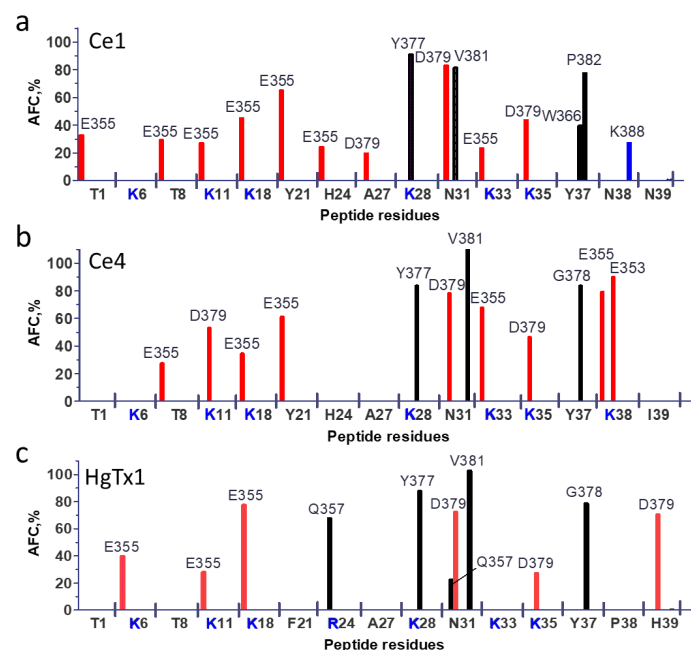 a
Ce1
Y377
D379 V381
P382
E355
E355
E355
E355
E355
E355
D379
E355
D379
W366
K388
AFC,%
100
80
60
40
20
0
T1 K6 T8 K11 K18 Y21 H24 A27 K28 N31 K33 K35 Y37 N38 N39
Peptide residues
b
Ce4
V381
Y377
D379
E355
D379
G378
E355
E353
E355
D379
E355
E355
AFC,%
100
80
60
40
20
0
T1 K6 T8 K11 K18 Y21 H24 A27 K28 N31 K33 K35 Y37 K38 I39
Peptide residues
c
HgTx1
V381
E355
Y377
D379
G378
D379
Q357
Q357
E355
E355
D379
AFC,%
100
80
60
40
20
0
T1 K6 T8 K11 K18 F21 R24 A27 K28 N31 K33 K35 Y37 P38 H39
Peptide residues